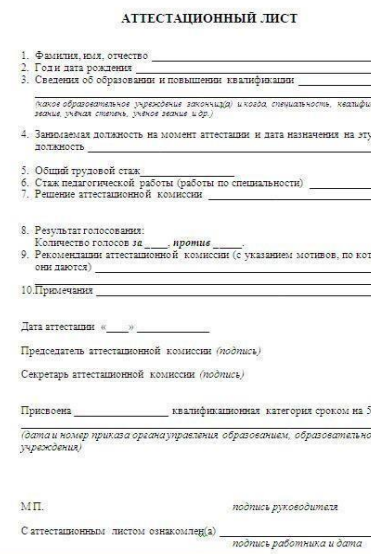 АТТЕСТАЦИОННЫЙ ЛИСТ
1. Фамилия, имя, отчество
2. Год и дата рождения
3. Сведения об образовании и повышении квалификации
(какое образовательное учреждение закончил(а) и когда, специальность, квалифи
звание, учёная степень, учёное звание и др.)
4. Занимаемая должность на момент аттестации и дата назначения на эту
должность
5. Общий трудовой стаж
6. Стаж педагогической работы (работы по специальности)
7. Решение аттестационной комиссии
8. Результат голосования:
Количество голосов за ____, против _____.
9. Рекомендации аттестационной комиссии (с указанием мотивов, по кот
они даются)
10. Примечания
Дата аттестации «____» ____________
Председатель аттестационной комиссии (подпись)
Секретарь аттестационной комиссии (подпись)
Присвоена ________________ квалификационная категория сроком на 5
(дата и номер приказа органа управления образованием, образовательно
учреждения)
М П. подпись руководителя
С аттестационным листом ознакомлен(а)
подпись работника и дата